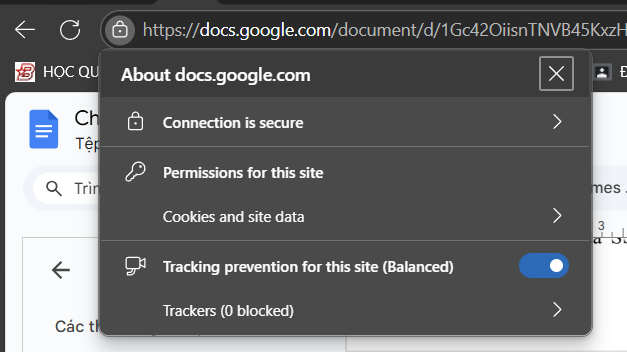 https://docs.google.com/document/d/1Gc42OiisnTNVB45KxzH
HỌC QU
About docs.google.com
Ch
Connection is secure
Tệp
Permissions for this site
Trìn
mes
Cookies and site data
3
Tracking prevention for this site (Balanced)
Trackers (0 blocked)
Các th